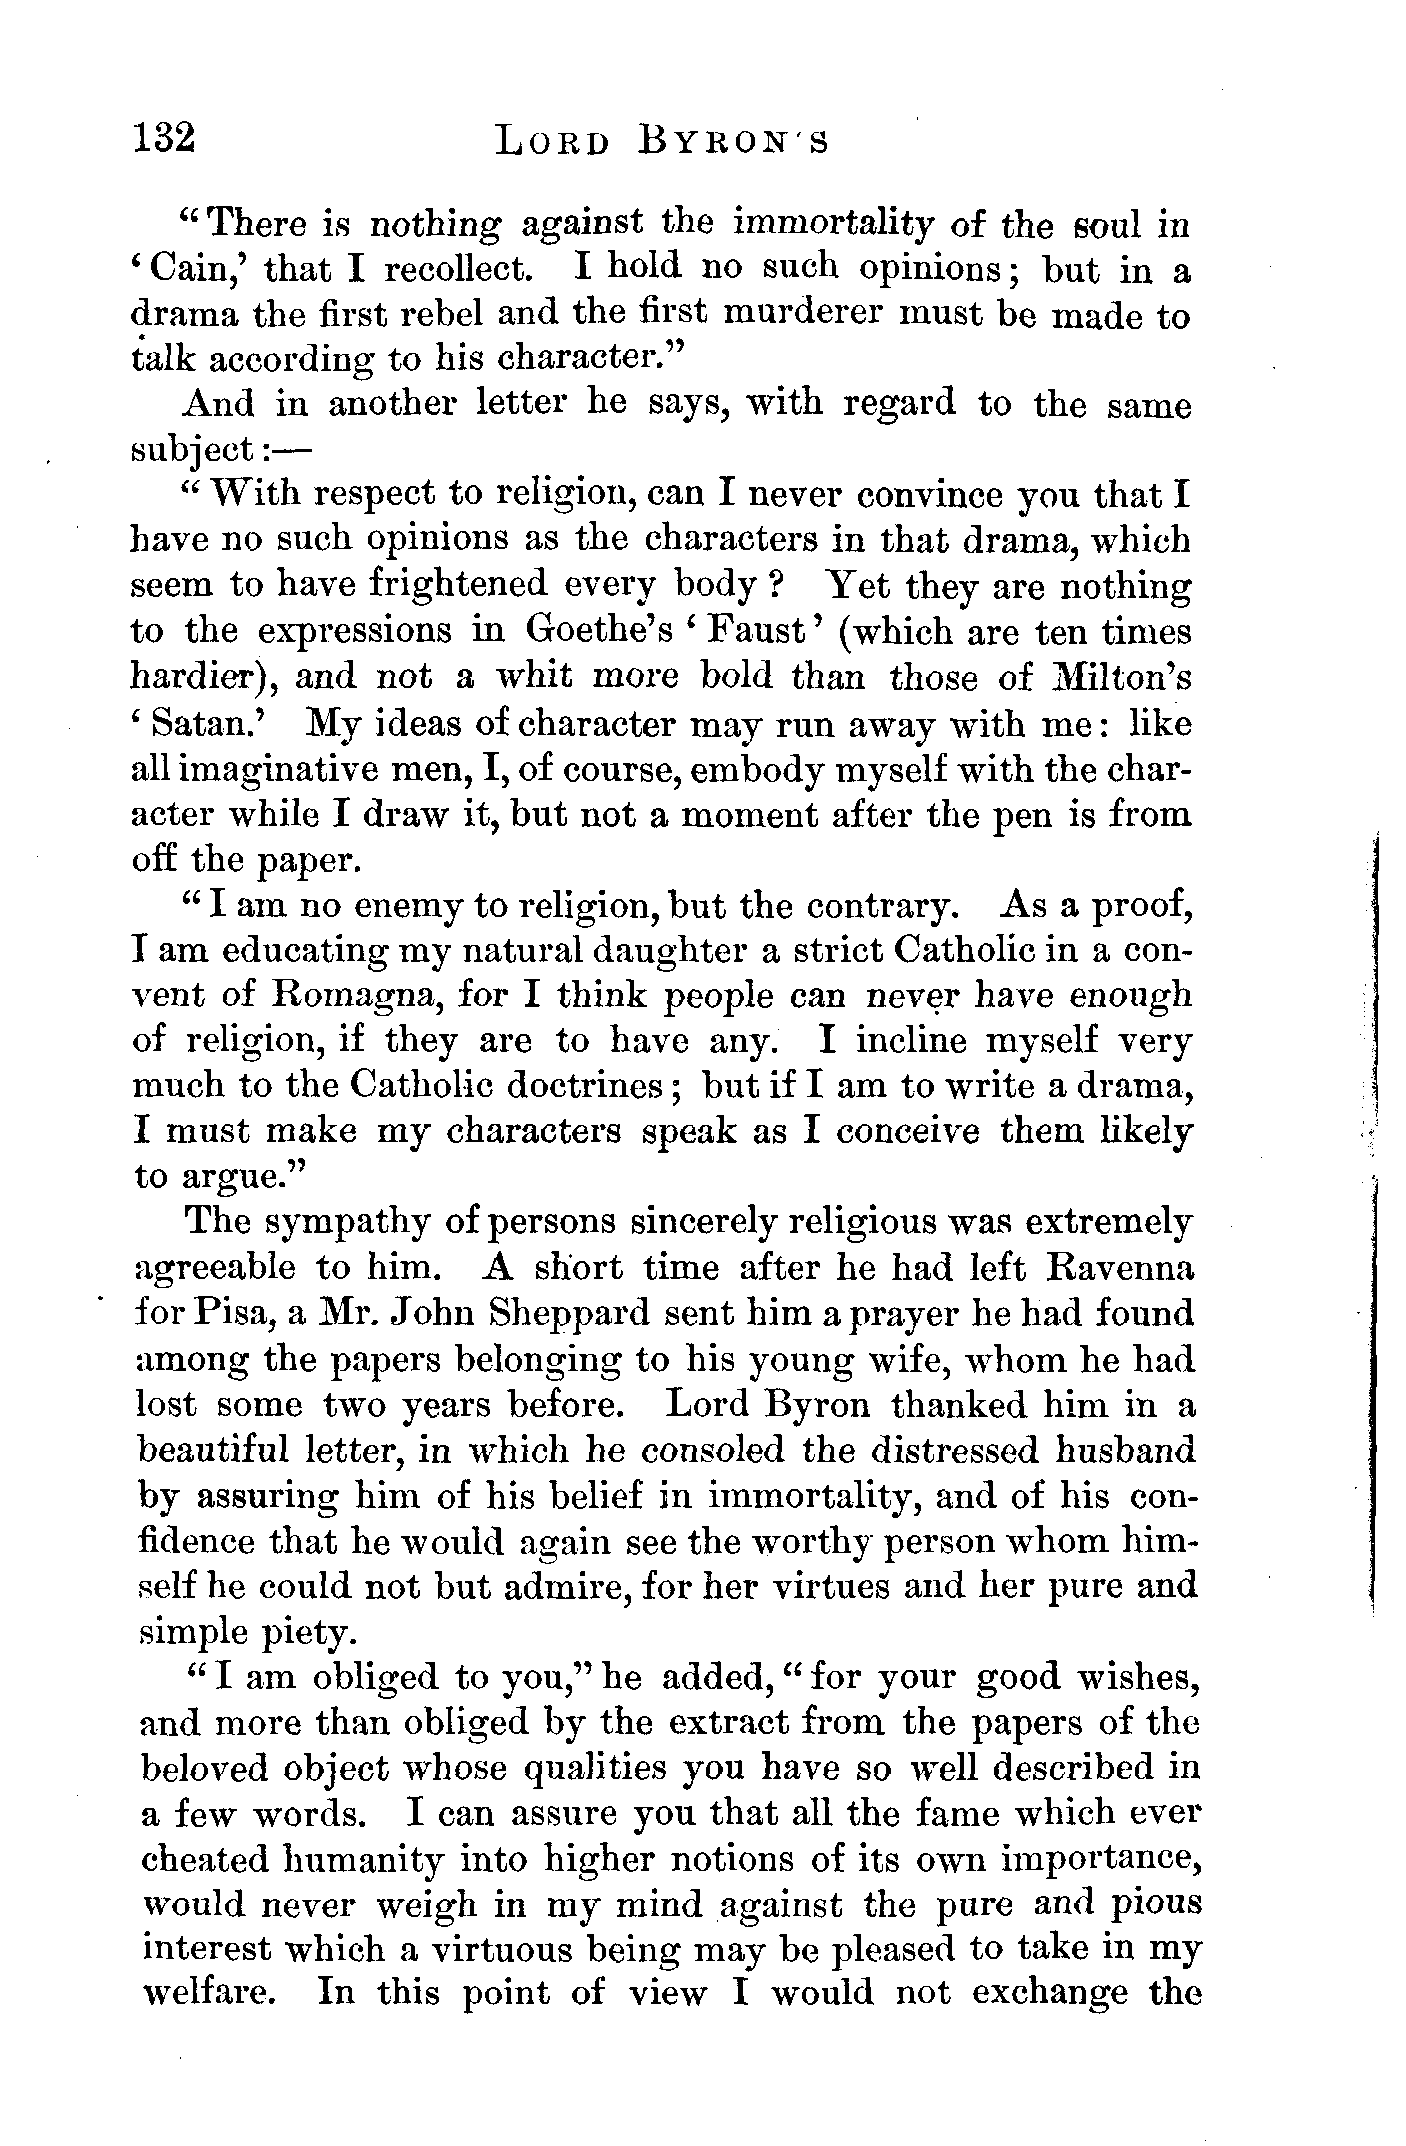 132 LORD BYRON'S
“There is nothing against the immortality of the soul in
‘Cain,’ that I recollect. I hold no such opinions; but in a
drama the first rebel and the first murderer must be made to
talk according to his character.”
And in another letter he says, with regard to the same
subject:—
“With respect to religion, can I never convince you that I
have no such opinions as the characters in that drama, which
seem to have frightened every body? Yet they are nothing
to the expressions in Goethe’s ‘Faust’ (which are ten times
hardier), and not a whit more bold than those of Milton’s
‘Satan.’ My ideas of character may run away with me: like
all imaginative men, I, of course, embody myself with the char-
acter while I draw it, but not a moment after the pen is from
off the paper.
“I am no enemy to religion, but the contrary. As a proof,
I am educating my natural daughter a strict Catholic in a con-
vent of Romagna, for I think people can never have enough
of religion, if they are to have any. I incline myself very
much to the Catholic doctrines; but if I am to write a drama,
I must make my characters speak as I conceive them likely
to argue.”
The sympathy of persons sincerely religious was extremely
agreeable to him. A short time after he had left Ravenna
for Pisa, a Mr. John Sheppard sent him a prayer he had found
among the papers belonging to his young wife, whom he had
lost some two years before. Lord Byron thanked him in a
beautiful letter, in which he consoled the distressed husband
by assuring him of his belief in immortality, and of his con-
fidence that he would again see the worthy person whom him-
self he could not but admire, for her virtues and her pure and
simple piety.
“I am obliged to you,” he added, “for your good wishes,
and more than obliged by the extract from the papers of the
beloved object whose qualities you have so well described in
a few words. I can assure you that all the fame which ever
cheated humanity into higher notions of its own importance,
would never weigh in my mind against the pure and pious
interest which a virtuous being may be pleased to take in my
welfare. In this point of view I would not exchange the